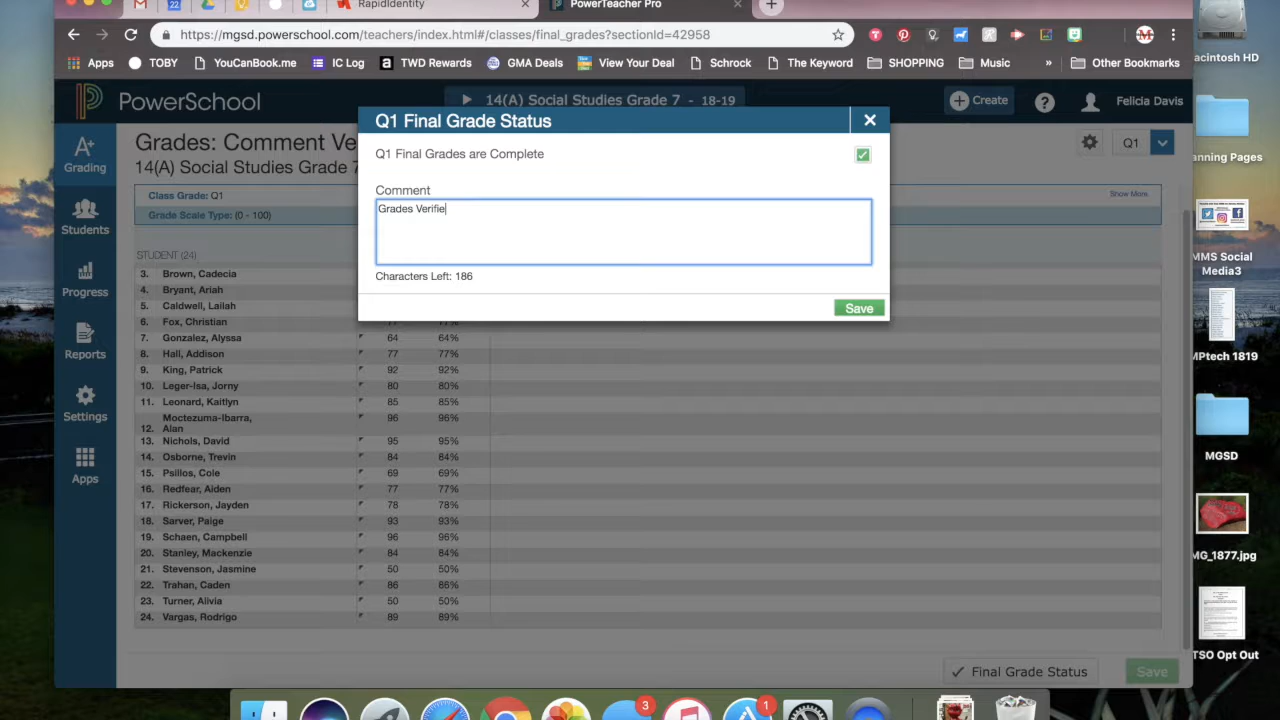 22
RapidIdentity
PowerTeacher Pro
https://mgsd.powerschool.com/teachers/index.html#/classes/final_grades?sectionId=42958
Apps TOBY YouCanBook.me IC Log TWD Rewards GMA Deals View Your Deal Schrock The Keyword SHOPPING Music » Other Bookmarks
PowerSchool
14(A) Social Studies Grade 7 - 18-19
Create
Felicia Davis
Grading
Students
Progress
Reports
Settings
Apps
Grades: Comment Ve
14(A) Social Studies Grade 7
Q1
Class Grade: Q1
Show More
Grade Scale Type: (0 - 100)
Q1 Final Grade Status
Q1 Final Grades are Complete
Comment
Grades Verifie
Characters Left: 186
Save
STUDENT (24)
3. Brown, Cadecia
4. Bryant, Ariah
5. Caldwell, Lailah
6. Fox, Christian 77 77%
7. Gonzalez, Alyssa 64 64%
8. Hall, Addison 77 77%
9. King, Patrick 92 92%
10. Leger-Isa, Jorny 80 80%
11. Leonard, Kaitlyn 85 85%
Moctezuma-Ibarra, 96 96%
12. Alan
13. Nichols, David 95 95%
14. Osborne, Trevin 84 84%
15. Psillos, Cole 69 69%
16. Redfear, Aiden 77 77%
17. Rickerson, Jayden 78 78%
18. Sarver, Paige 93 93%
19. Schaen, Campbell 96 96%
20. Stanley, Mackenzie 84 84%
21. Stevenson, Jasmine 50 50%
22. Trahan, Caden 86 86%
23. Turner, Alivia 50 50%
24. Vargas, Rodrigo 89 89%
Final Grade Status
Save
acintosh HD
anning Pages
MMS Social
Media3
MPtech 1819
MGSD
MG_1877.jpg
TSO Opt Out
3
1